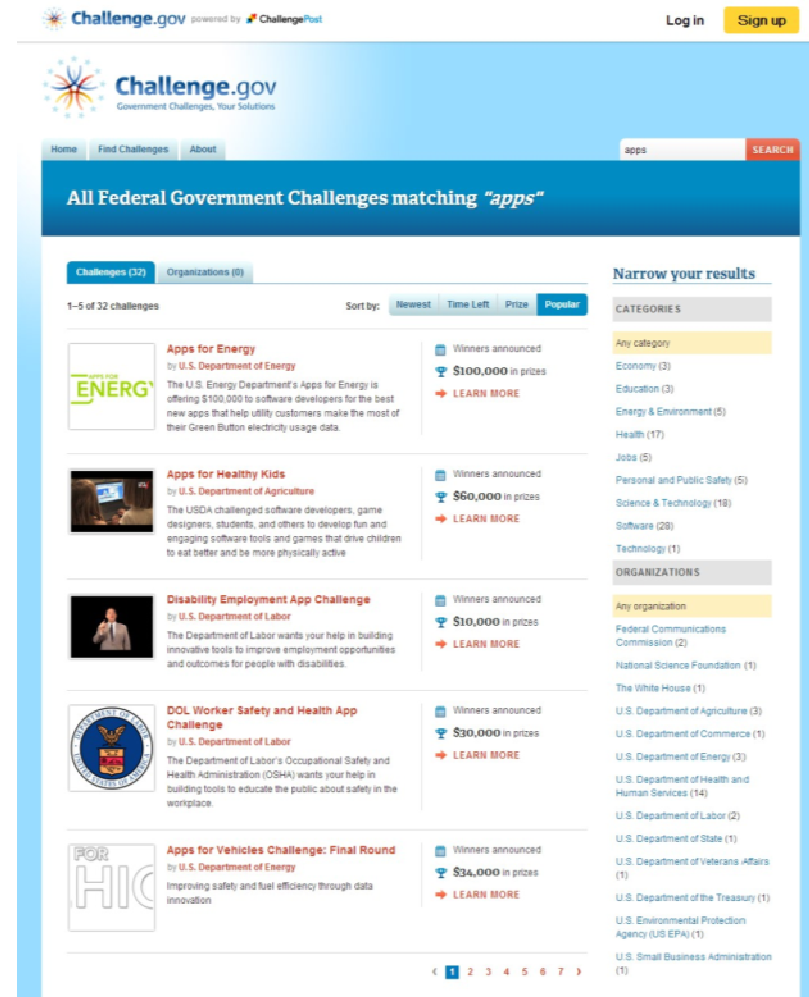 Challenge.gov powered by ChallengePost
Log in
Sign up
Challenge.gov
Government Challenges, Your Solutions
Home
Find Challenges
About
apps
SEARCH
All Federal Government Challenges matching "apps"
Challenges (32)
Organizations (0)
1–5 of 32 challenges
Sort by:
Newest
Time Left
Prize
Popular
APPS FOR
ENERGY
Apps for Energy
by U.S. Department of Energy
The U.S. Energy Department's Apps for Energy is
offering $100,000 to software developers for the best
new apps that help utility customers make the most of
their Green Button electricity usage data.
Winners announced
$100,000 in prizes
LEARN MORE
Apps for Healthy Kids
by U.S. Department of Agriculture
The USDA challenged software developers, game
designers, students, and others to develop fun and
engaging software tools and games that drive children
to eat better and be more physically active
Winners announced
$60,000 in prizes
LEARN MORE
Disability Employment App Challenge
by U.S. Department of Labor
The Department of Labor wants your help in building
innovative tools to improve employment opportunities
and outcomes for people with disabilities.
Winners announced
$10,000 in prizes
LEARN MORE
DEPARTMENT OF LABOR
UNITED STATES OF AMERICA
DOL Worker Safety and Health App
Challenge
by U.S. Department of Labor
The Department of Labor's Occupational Safety and
Health Administration (OSHA) wants your help in
building tools to educate the public about safety in the
workplace.
Winners announced
$30,000 in prizes
LEARN MORE
FOR
HIC
Apps for Vehicles Challenge: Final Round
by U.S. Department of Energy
Improving safety and fuel efficiency through data
innovation
Winners announced
$34,000 in prizes
LEARN MORE
1 2 3 4 5 6 7
Narrow your results
CATEGORIES
Any category
Economy (3)
Education (3)
Energy & Environment (5)
Health (17)
Jobs (5)
Personal and Public Safety (5)
Science & Technology (18)
Software (28)
Technology (1)
ORGANIZATIONS
Any organization
Federal Communications
Commission (2)
National Science Foundation (1)
The White House (1)
U.S. Department of Agriculture (3)
U.S. Department of Commerce (1)
U.S. Department of Energy (3)
U.S. Department of Health and
Human Services (14)
U.S. Department of Labor (2)
U.S. Department of State (1)
U.S. Department of Veterans Affairs
(1)
U.S. Department of the Treasury (1)
U.S. Environmental Protection
Agency (US EPA) (1)
U.S. Small Business Administration
(1)